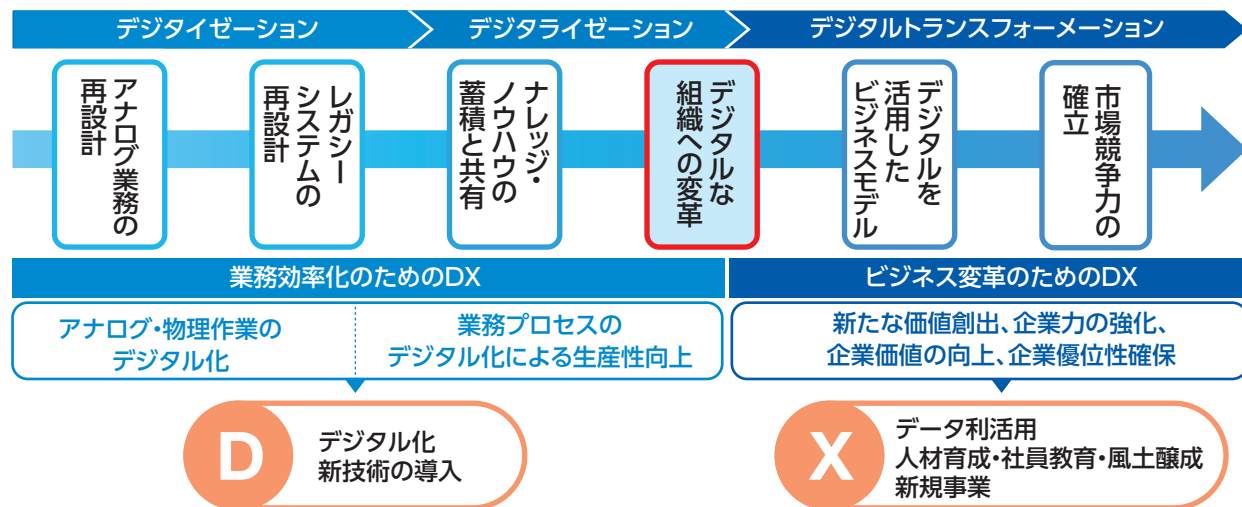 デジタイゼーション
デジタライゼーション
デジタルトランスフォーメーション
アナログ業務の
再設計
レガシー
システムの
再設計
ナレッジ・
ノウハウの
蓄積と共有
デジタルな
組織への変革
デジタルを
活用した
ビジネスモデル
市場競争力の
確立
業務効率化のためのDX
ビジネス変革のためのDX
アナログ・物理作業の
デジタル化
業務プロセスの
デジタル化による生産性向上
新たな価値創出、企業力の強化、
企業価値の向上、企業優位性確保
D
デジタル化
新技術の導入
X
データ利活用
人材育成・社員教育・風土醸成
新規事業